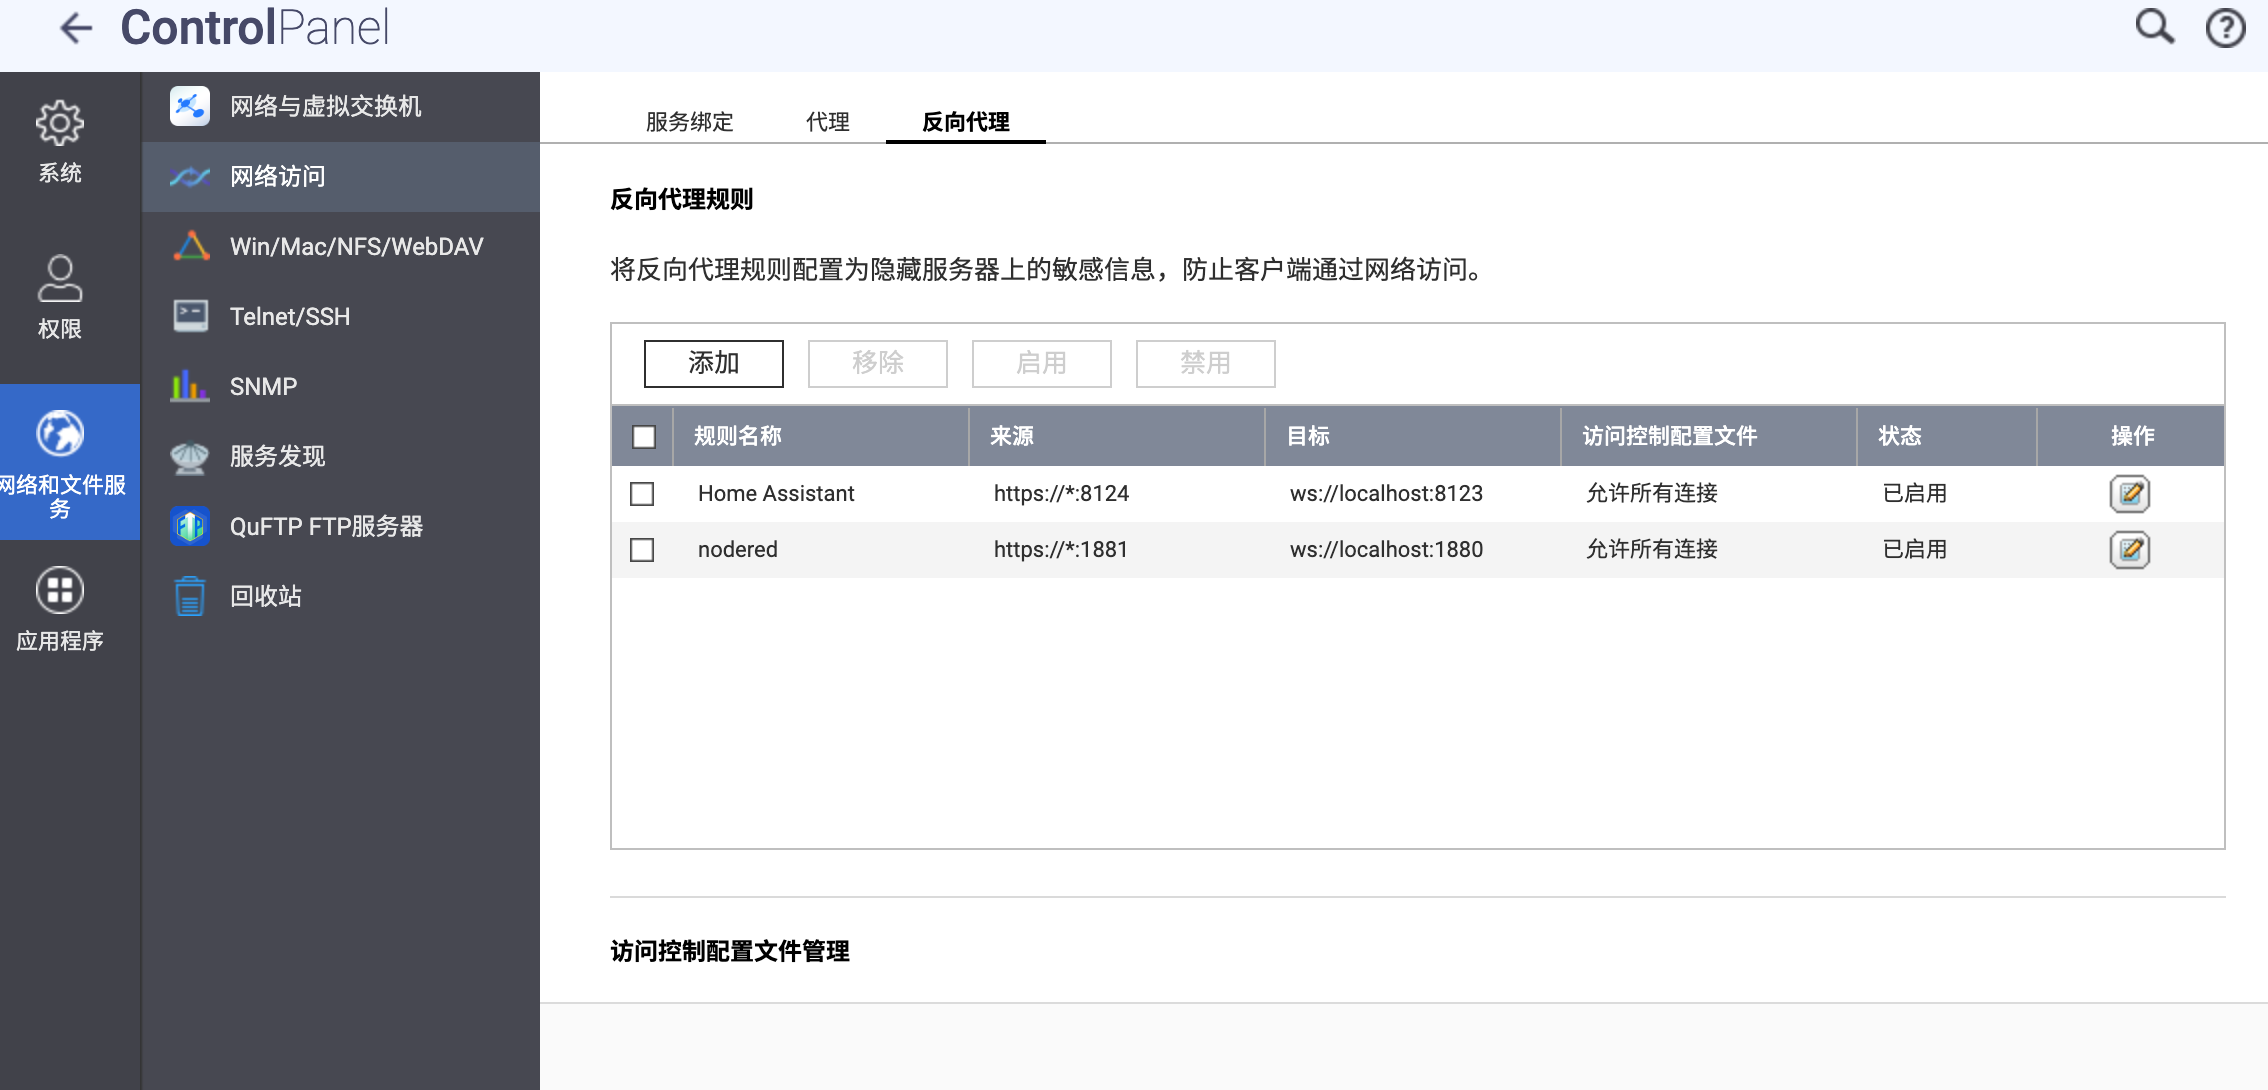 ControlPanel
系统
权限
网络和文件服
务
应用程序
网络与虚拟交换机
网络访问
Win/Mac/NFS/WebDAV
Telnet/SSH
SNMP
服务发现
QuFTP FTP服务器
回收站
服务绑定 代理 反向代理
反向代理规则
将反向代理规则配置为隐藏服务器上的敏感信息，防止客户端通过网络访问。
添加 移除 启用 禁用
规则名称 来源 目标 访问控制配置文件 状态 操作
Home Assistant https://*:8124 ws://localhost:8123 允许所有连接 已启用
nodered https://*:1881 ws://localhost:1880 允许所有连接 已启用
访问控制配置文件管理